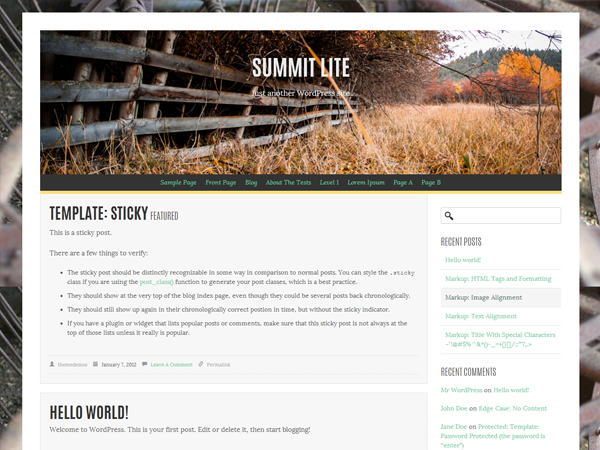 SUMMIT LITE
Just another WordPress site
Sample Page Front Page Blog About The Tests Level 1 Lorem Ipsum Page A Page B
TEMPLATE: STICKY FEATURED
This is a sticky post.
There are a few things to verify:
The sticky post should be distinctly recognizable in some way in comparison to normal posts. You can style the .sticky
class if you are using the post_class() function to generate your post classes, which is a best practice.
They should show at the very top of the blog index page, even though they could be several posts back chronologically.
They should still show up again in their chronologically correct postion in time, but without the sticky indicator.
If you have a plugin or widget that lists popular posts or comments, make sure that this sticky post is not always at the
top of those lists unless it really is popular.
themedemos January 7, 2012 Leave a Comment Permalink
HELLO WORLD!
Welcome to WordPress. This is your first post. Edit or delete it, then start blogging!
RECENT POSTS
Hello world!
Markup: HTML Tags and Formatting
Markup: Image Alignment
Markup: Text Alignment
Markup: Title With Special Characters
RECENT COMMENTS
Mr WordPress on Hello world!
John Doe on Edge Case: No Content
Jane Doe on Protected: Template:
Password Protected (the password is
"enter")